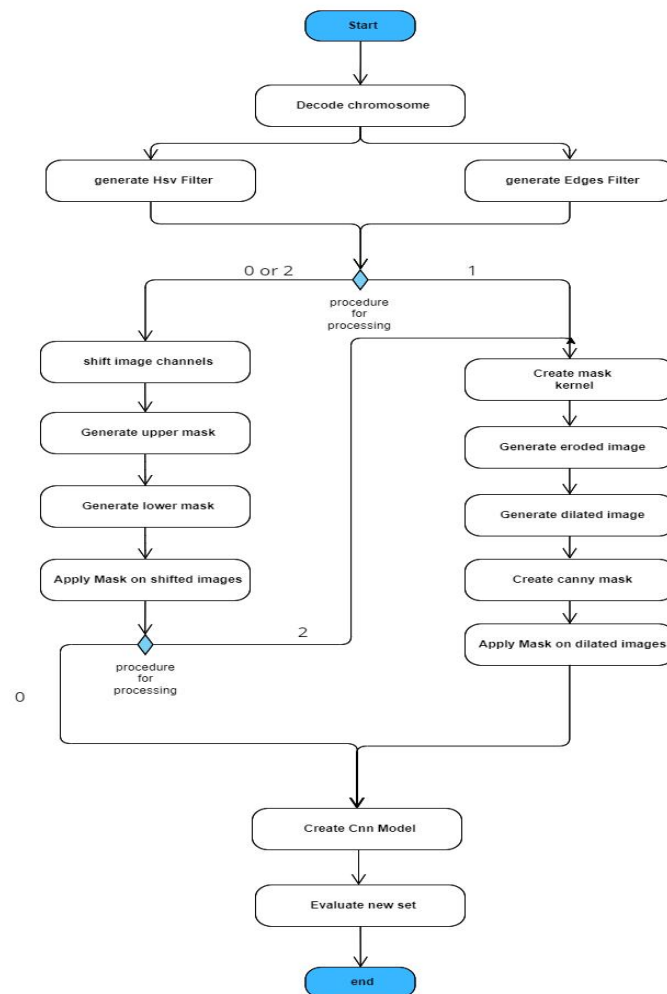 Start
Decode chromosome
generate Hsv Filter
generate Edges Filter
0 or 2
1
procedure
for
processing
shift image channels
Generate upper mask
Generate lower mask
Apply Mask on shifted images
Create mask
kernel
Generate eroded image
Generate dilated image
Create canny mask
Apply Mask on dilated images
2
procedure
for
processing
0
Create Cnn Model
Evaluate new set
end